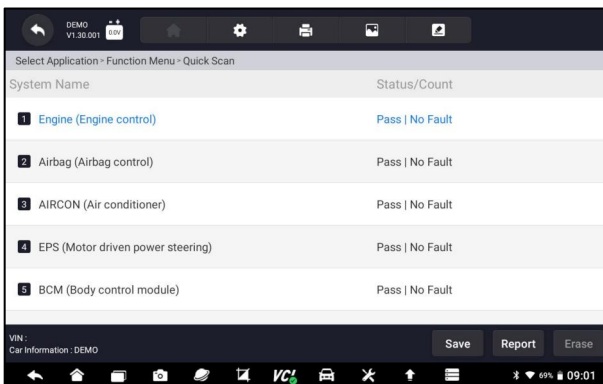 DEMO
V1.30.001
0.0V
Select Application > Function Menu > Quick Scan
System Name Status/Count
1 Engine (Engine control) Pass | No Fault
2 Airbag (Airbag control) Pass | No Fault
3 AIRCON (Air conditioner) Pass | No Fault
4 EPS (Motor driven power steering) Pass | No Fault
5 BCM (Body control module) Pass | No Fault
VIN :
Car Information : DEMO
Save Report Erase
VCI 69% 09:01